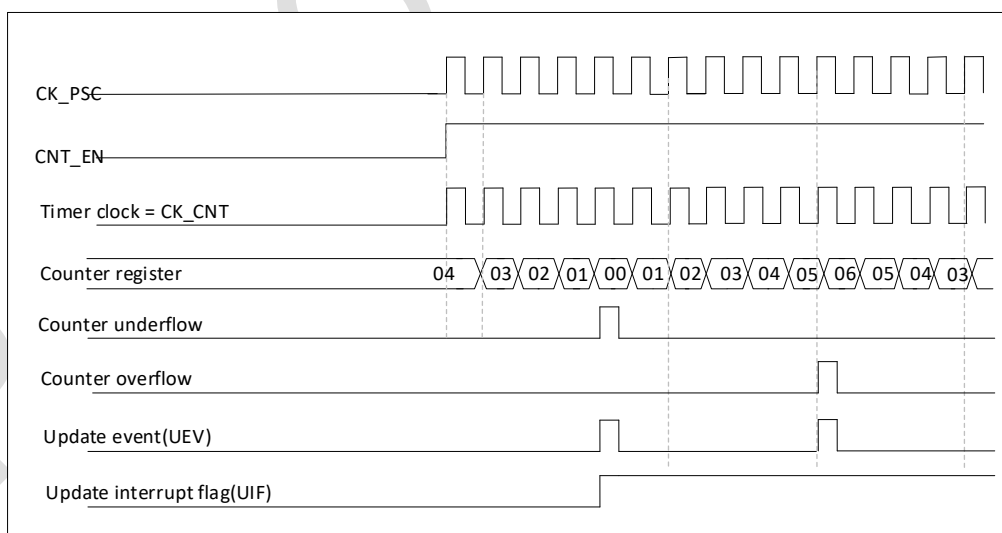 CK_PSC
CNT_EN
Timer clock = CK_CNT
Counter register 04 03 02 01 00 01 02 03 04 05 06 05 04 03
Counter underflow
Counter overflow
Update event(UEV)
Update interrupt flag(UIF)